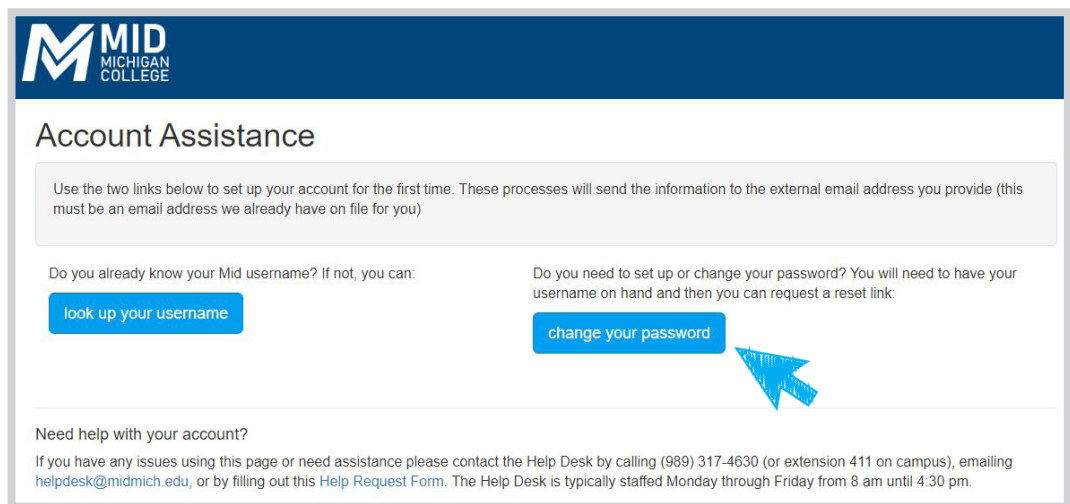 MID
MICHIGAN
COLLEGE
Account Assistance
Use the two links below to set up your account for the first time. These processes will send the information to the external email address you provide (this
must be an email address we already have on file for you)
Do you already know your Mid username? If not, you can:
look up your username
Do you need to set up or change your password? You will need to have your
username on hand and then you can request a reset link:
change your password
Need help with your account?
If you have any issues using this page or need assistance please contact the Help Desk by calling (989) 317-4630 (or extension 411 on campus), emailing
helpdesk@midmich.edu, or by filling out this Help Request Form. The Help Desk is typically staffed Monday through Friday from 8 am until 4:30 pm.